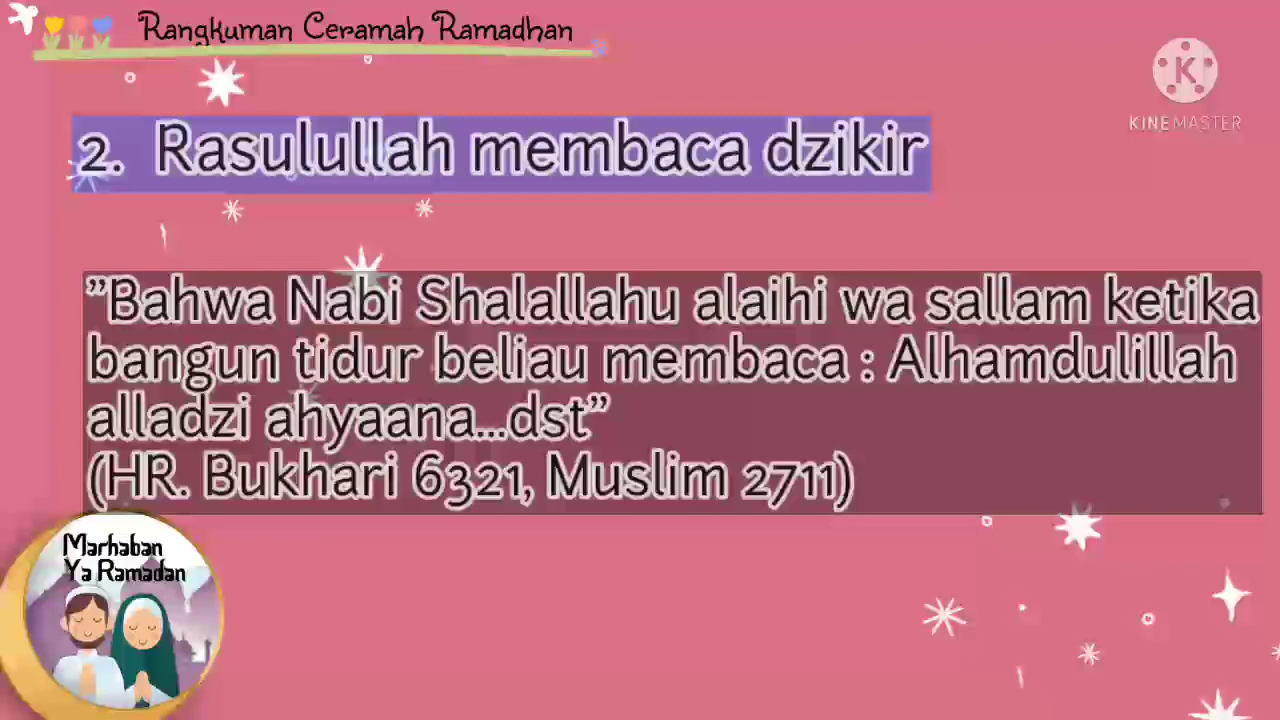 Rangkuman Ceramah Ramadhan
K
KINEMASTER
2. Rasulullah membaca dzikir
”Bahwa Nabi Shalallahu alaihi wa sallam ketika
bangun tidur beliau membaca : Alhamdulillah
alladzi ahyaana...dst”
(HR. Bukhari 6321, Muslim 2711)
Marhaban
Ya Ramadan